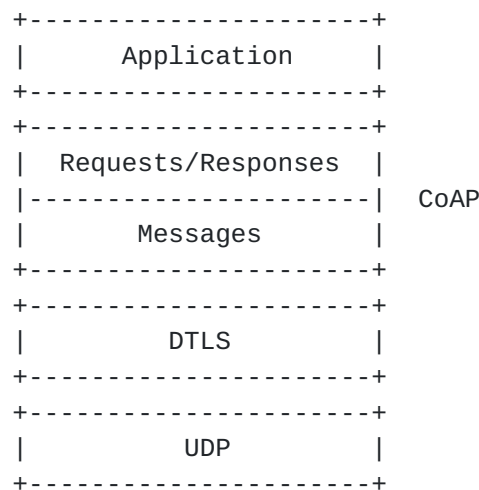 +----------------------+
|      Application     |
+----------------------+
+----------------------+
|  Requests/Responses  |
|----------------------|  CoAP
|       Messages       |
+----------------------+
+----------------------+
|         DTLS         |
+----------------------+
+----------------------+
|          UDP         |
+----------------------+